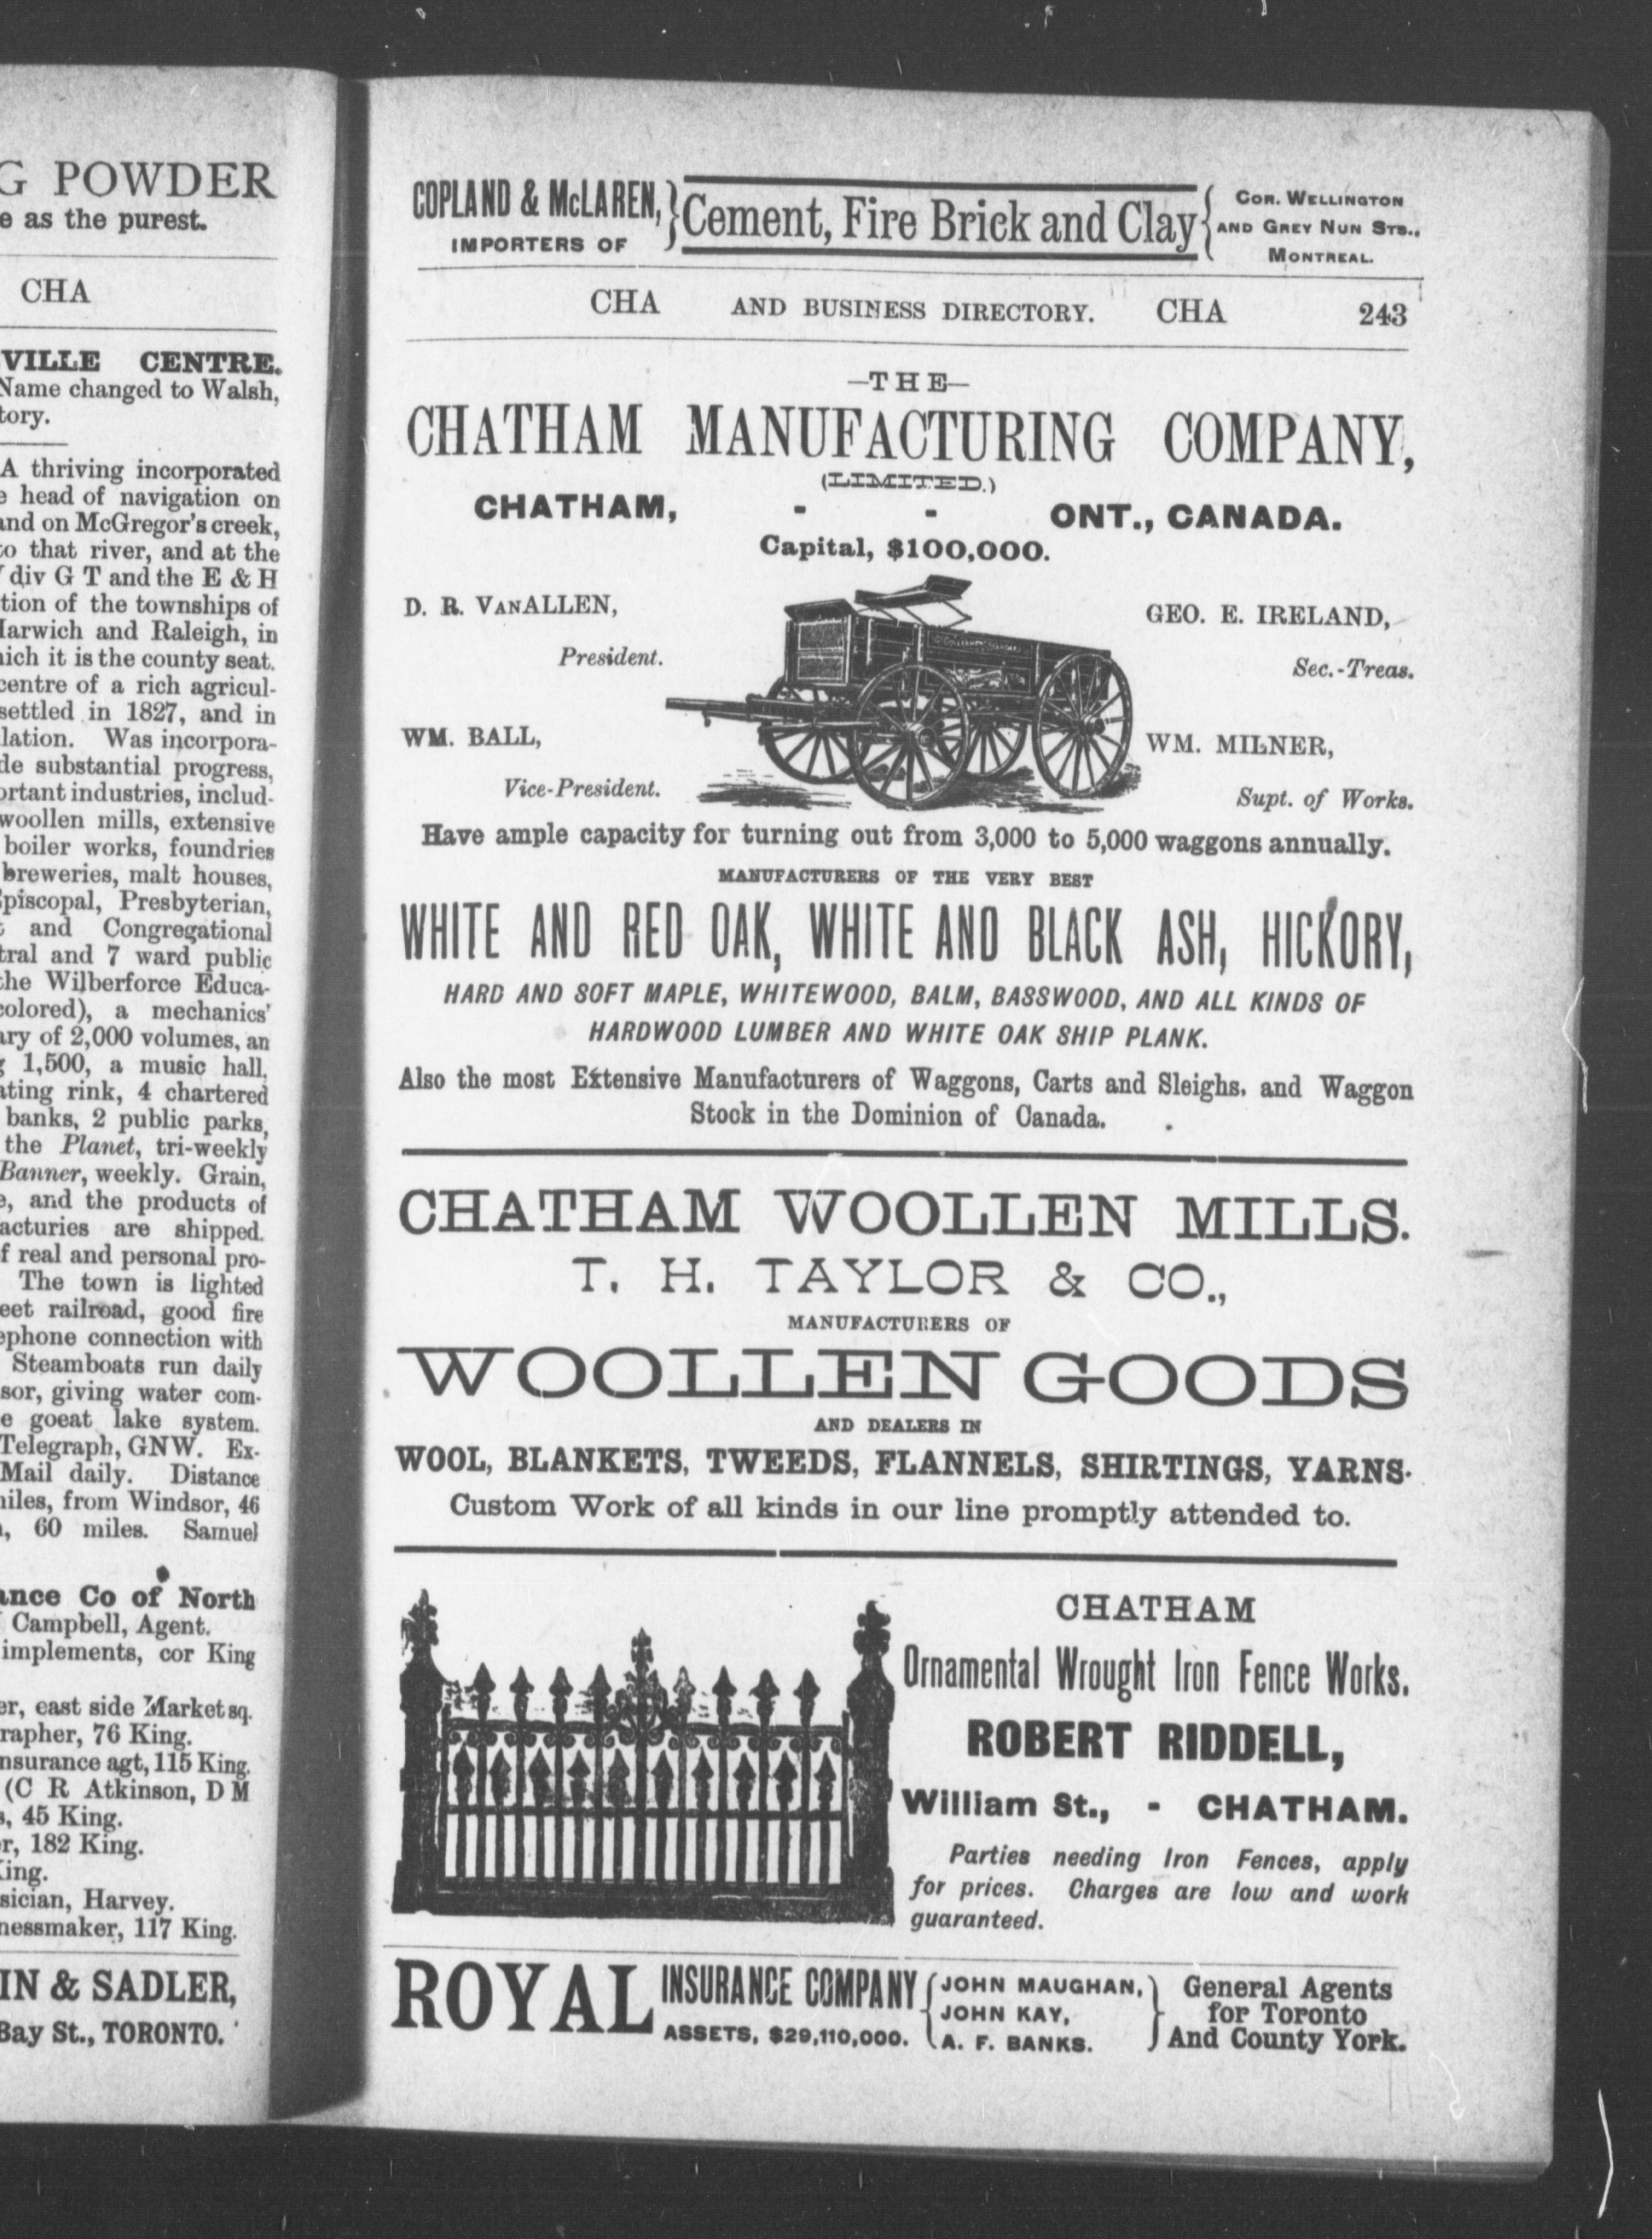 G POWDER
e as the purest.
CHA
VILLE CENTRE.
Name changed to Walsh,
tory.
A thriving incorporated
e head of navigation on
and on McGregor's creek,
to that river, and at the
div G T and the E & H
tion of the townships of
Harwich and Raleigh, in
hich it is the county seat.
centre of a rich agricul-
settled in 1827, and in
lation. Was incorpora-
de substantial progress,
ortant industries, includ-
woollen mills, extensive
boiler works, foundries
breweries, malt houses,
Episcopal, Presbyterian,
and Congregational
tral and 7 ward public
the Wilberforce Educa-
colored), a mechanics'
ary of 2,000 volumes, an
g 1,500, a music hall,
ating rink, 4 chartered
banks, 2 public parks,
the Planet, tri-weekly
Banner, weekly. Grain,
e, and the products of
acturies are shipped.
f real and personal pro-
The town is lighted
eet railroad, good fire
ephone connection with
Steamboats run daily
sor, giving water com-
e goeat lake system.
Telegraph, GNW. Ex-
Mail daily. Distance
miles, from Windsor, 46
, 60 miles. Samuel
ance Co of North
Campbell, Agent.
implements, cor King
er, east side Market sq.
rapher, 76 King.
nsurance agt, 115 King.
(C R Atkinson, D M
s, 45 King.
r, 182 King.
King.
sician, Harvey.
nessmaker, 117 King.
IN & SADLER,
Bay St., TORONTO.
COPLAND & McLAREN, IMPORTERS OF } Cement, Fire Brick and Clay { COR. WELLINGTON
AND GREY NUN STS.,
MONTREAL.
CHA AND BUSINESS DIRECTORY. CHA 243
—THE—
CHATHAM MANUFACTURING COMPANY,
(LIMITED.)
CHATHAM, - - ONT., CANADA.
Capital, $100,000.
D. R. VANALLEN,
President.
GEO. E. IRELAND,
Sec.-Treas.
WM. BALL,
Vice-President.
WM. MILNER,
Supt. of Works.
Have ample capacity for turning out from 3,000 to 5,000 waggons annually.
MANUFACTURERS OF THE VERY BEST
WHITE AND RED OAK, WHITE AND BLACK ASH, HICKORY,
HARD AND SOFT MAPLE, WHITEWOOD, BALM, BASSWOOD, AND ALL KINDS OF
HARDWOOD LUMBER AND WHITE OAK SHIP PLANK.
Also the most Extensive Manufacturers of Waggons, Carts and Sleighs. and Waggon
Stock in the Dominion of Canada.
CHATHAM WOOLLEN MILLS.
T. H. TAYLOR & CO.,
MANUFACTURERS OF
WOOLLEN GOODS
AND DEALERS IN
WOOL, BLANKETS, TWEEDS, FLANNELS, SHIRTINGS, YARNS.
Custom Work of all kinds in our line promptly attended to.
CHATHAM
Ornamental Wrought Iron Fence Works.
ROBERT RIDDELL,
William St., - CHATHAM.
Parties needing Iron Fences, apply
for prices. Charges are low and work
guaranteed.
ROYAL INSURANCE COMPANY
ASSETS, $29,110,000.
{ JOHN MAUGHAN,
JOHN KAY,
A. F. BANKS. }
General Agents
for Toronto
And County York.